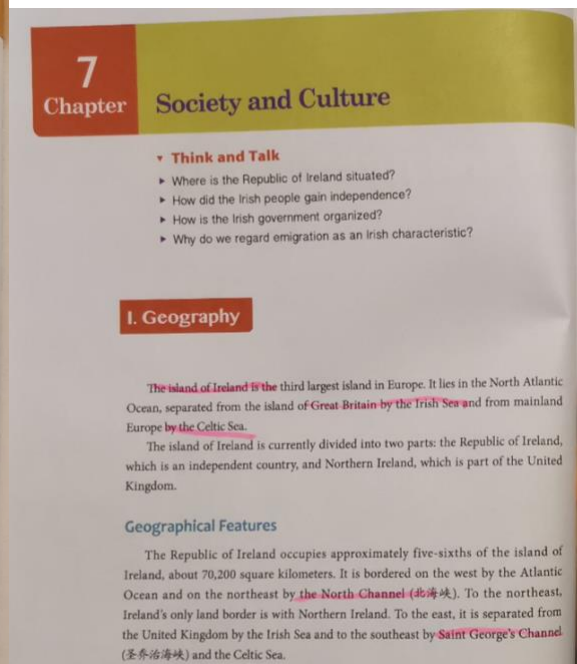 7
Chapter
Society and Culture
▾ Think and Talk
▸ Where is the Republic of Ireland situated?
▸ How did the Irish people gain independence?
▸ How is the Irish government organized?
▸ Why do we regard emigration as an Irish characteristic?
I. Geography
The island of Ireland is the third largest island in Europe. It lies in the North Atlantic
Ocean, separated from the island of Great Britain by the Irish Sea and from mainland
Europe by the Celtic Sea.
The island of Ireland is currently divided into two parts: the Republic of Ireland,
which is an independent country, and Northern Ireland, which is part of the United
Kingdom.
Geographical Features
The Republic of Ireland occupies approximately five-sixths of the island of
Ireland, about 70,200 square kilometers. It is bordered on the west by the Atlantic
Ocean and on the northeast by the North Channel (北海峡). To the northeast,
Ireland's only land border is with Northern Ireland. To the east, it is separated from
the United Kingdom by the Irish Sea and to the southeast by Saint George's Channel
(圣乔治海峡) and the Celtic Sea.